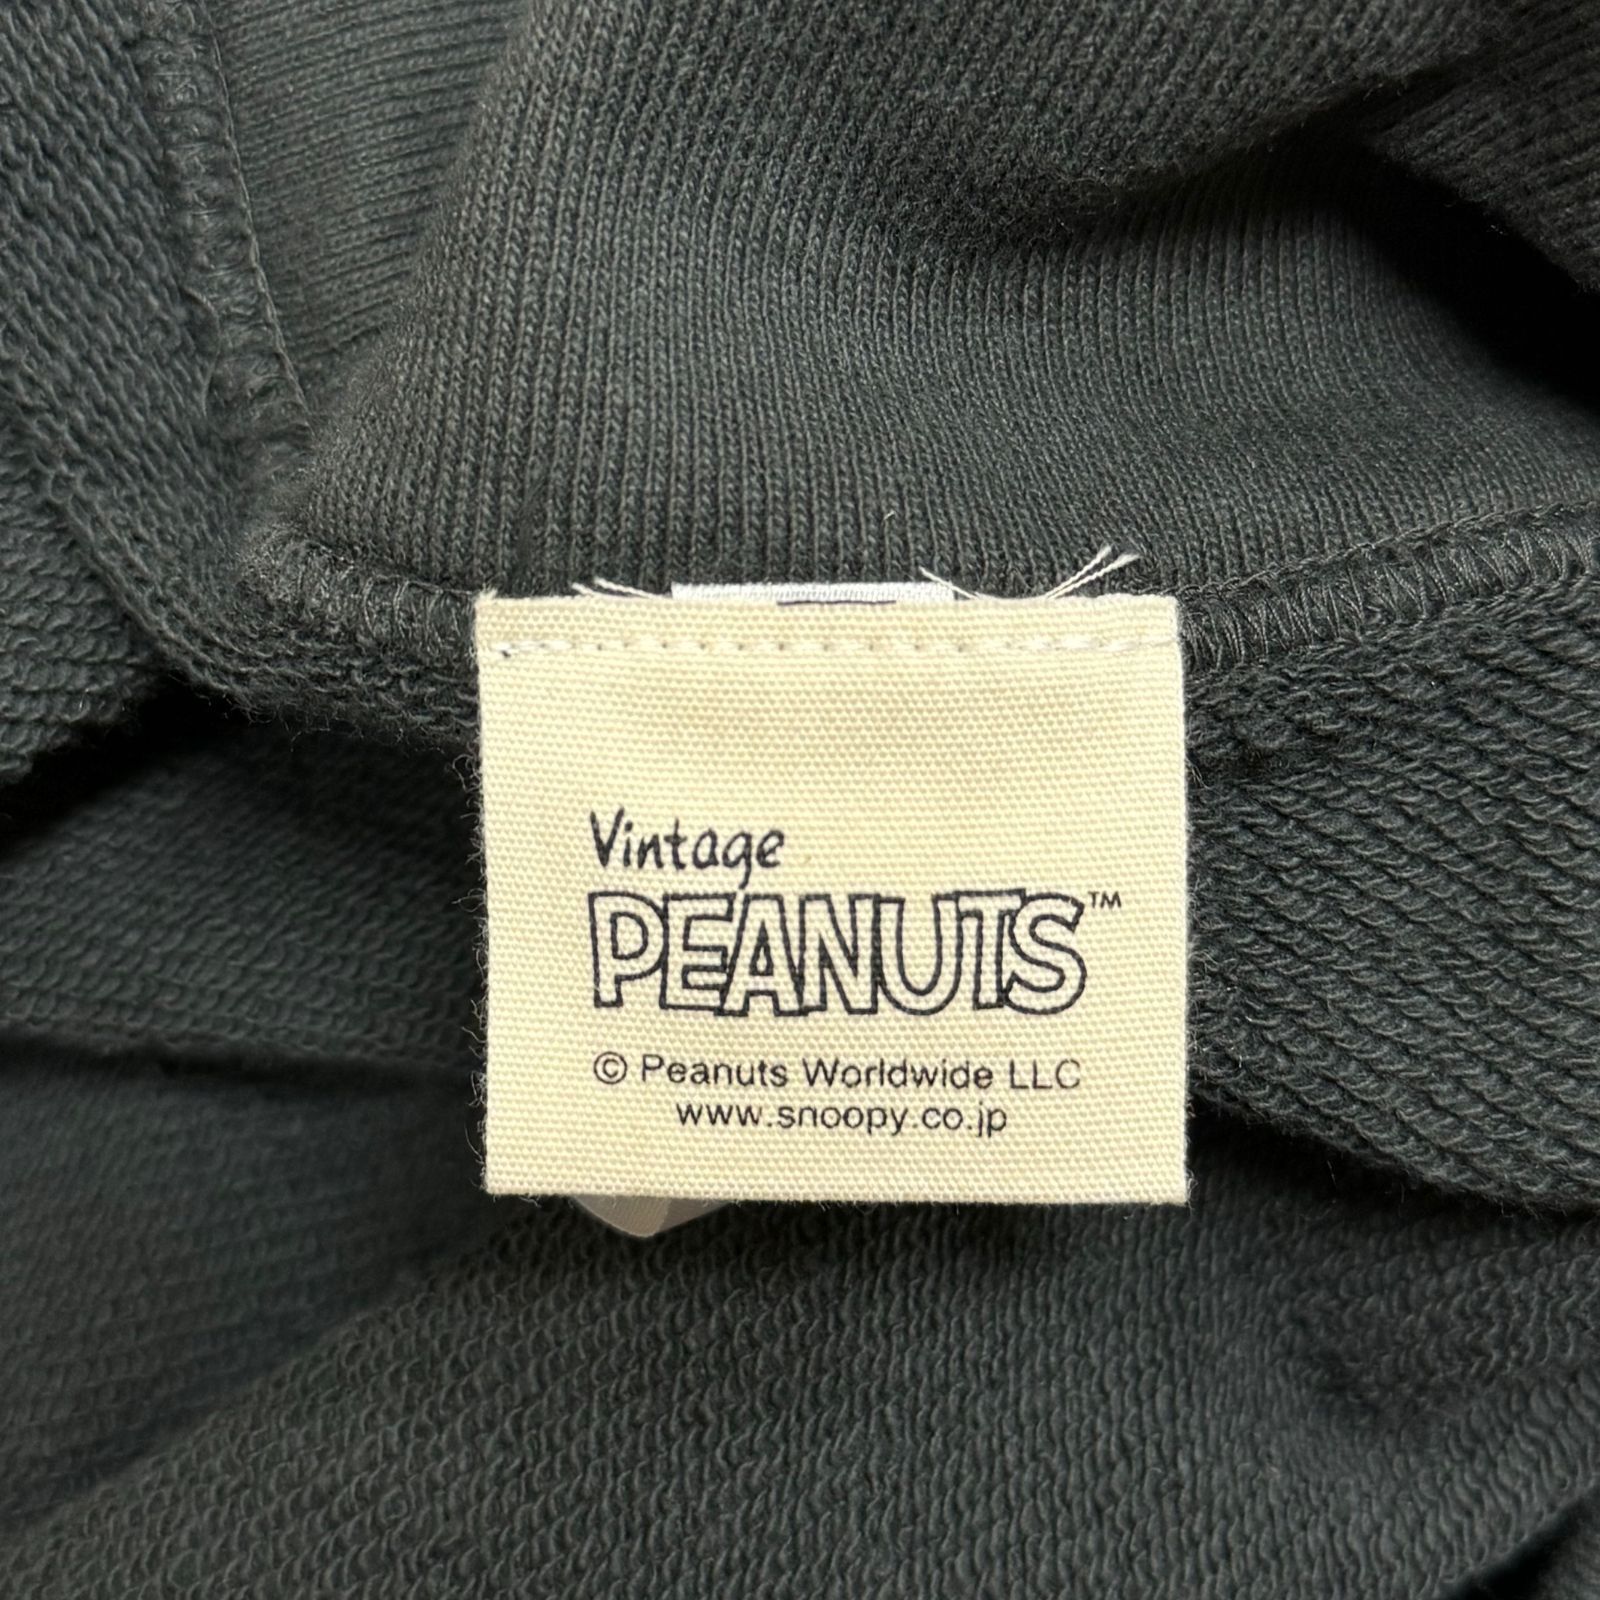 Vintage
PEANUTS™
© Peanuts Worldwide LLC
www.snoopy.co.jp